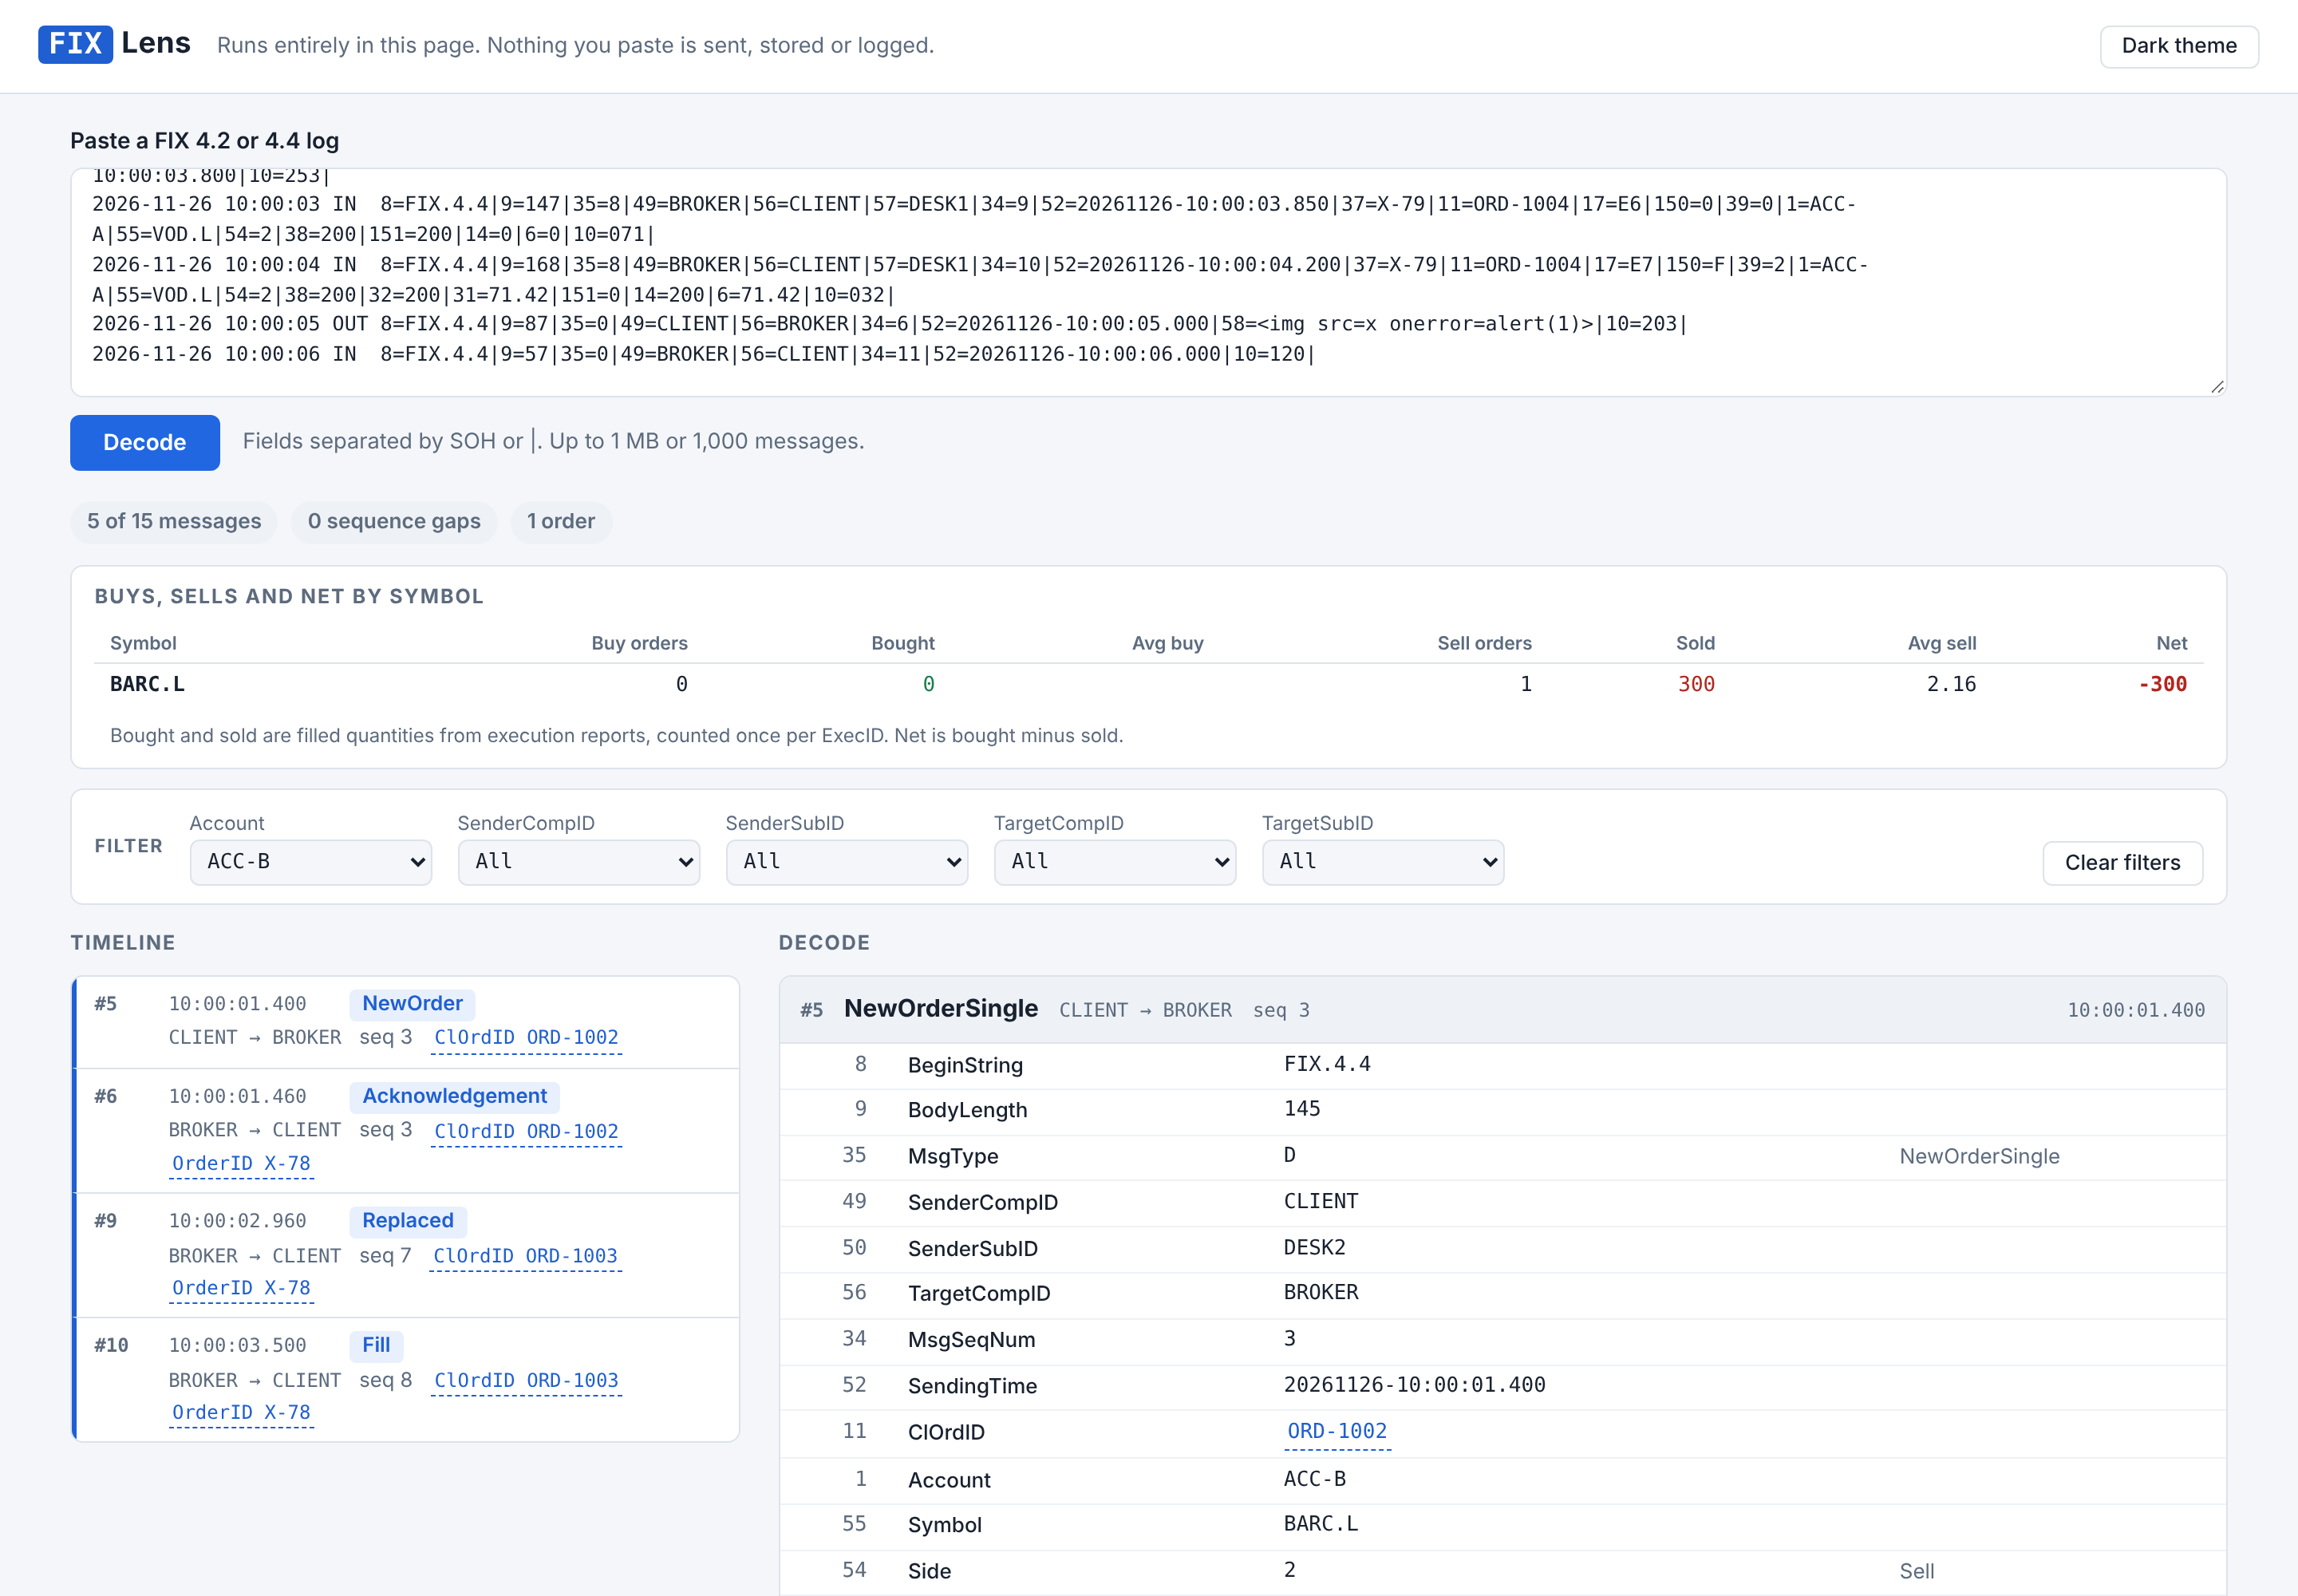 FIX Lens Runs entirely in this page. Nothing you paste is sent, stored or logged. Dark theme
Paste a FIX 4.2 or 4.4 log
10:00:03.800|10=253|
2026-11-26 10:00:03 IN  8=FIX.4.4|9=147|35=8|49=BROKER|56=CLIENT|57=DESK1|34=9|52=20261126-10:00:03.850|37=X-79|11=ORD-1004|17=E6|150=0|39=0|1=ACC-
A|55=VOD.L|54=2|38=200|151=200|14=0|6=0|10=071|
2026-11-26 10:00:04 IN  8=FIX.4.4|9=168|35=8|49=BROKER|56=CLIENT|57=DESK1|34=10|52=20261126-10:00:04.200|37=X-79|11=ORD-1004|17=E7|150=F|39=2|1=ACC-
A|55=VOD.L|54=2|38=200|32=200|31=71.42|151=0|14=200|6=71.42|10=032|
2026-11-26 10:00:05 OUT 8=FIX.4.4|9=87|35=0|49=CLIENT|56=BROKER|34=6|52=20261126-10:00:05.000|58=<img src=x onerror=alert(1)>|10=203|
2026-11-26 10:00:06 IN  8=FIX.4.4|9=57|35=0|49=BROKER|56=CLIENT|34=11|52=20261126-10:00:06.000|10=120|
Decode Fields separated by SOH or |. Up to 1 MB or 1,000 messages.
5 of 15 messages 0 sequence gaps 1 order
BUYS, SELLS AND NET BY SYMBOL
Symbol Buy orders Bought Avg buy Sell orders Sold Avg sell Net
BARC.L 0 0 1 300 2.16 -300
Bought and sold are filled quantities from execution reports, counted once per ExecID. Net is bought minus sold.
FILTER
Account SenderCompID SenderSubID TargetCompID TargetSubID
ACC-B All All All All Clear filters
TIMELINE
#5 10:00:01.400 NewOrder
CLIENT → BROKER seq 3 ClOrdID ORD-1002
#6 10:00:01.460 Acknowledgement
BROKER → CLIENT seq 3 ClOrdID ORD-1002
OrderID X-78
#9 10:00:02.960 Replaced
BROKER → CLIENT seq 7 ClOrdID ORD-1003
OrderID X-78
#10 10:00:03.500 Fill
BROKER → CLIENT seq 8 ClOrdID ORD-1003
OrderID X-78
DECODE
#5 NewOrderSingle CLIENT → BROKER seq 3 10:00:01.400
8 BeginString FIX.4.4
9 BodyLength 145
35 MsgType D NewOrderSingle
49 SenderCompID CLIENT
50 SenderSubID DESK2
56 TargetCompID BROKER
34 MsgSeqNum 3
52 SendingTime 20261126-10:00:01.400
11 ClOrdID ORD-1002
1 Account ACC-B
55 Symbol BARC.L
54 Side 2 Sell